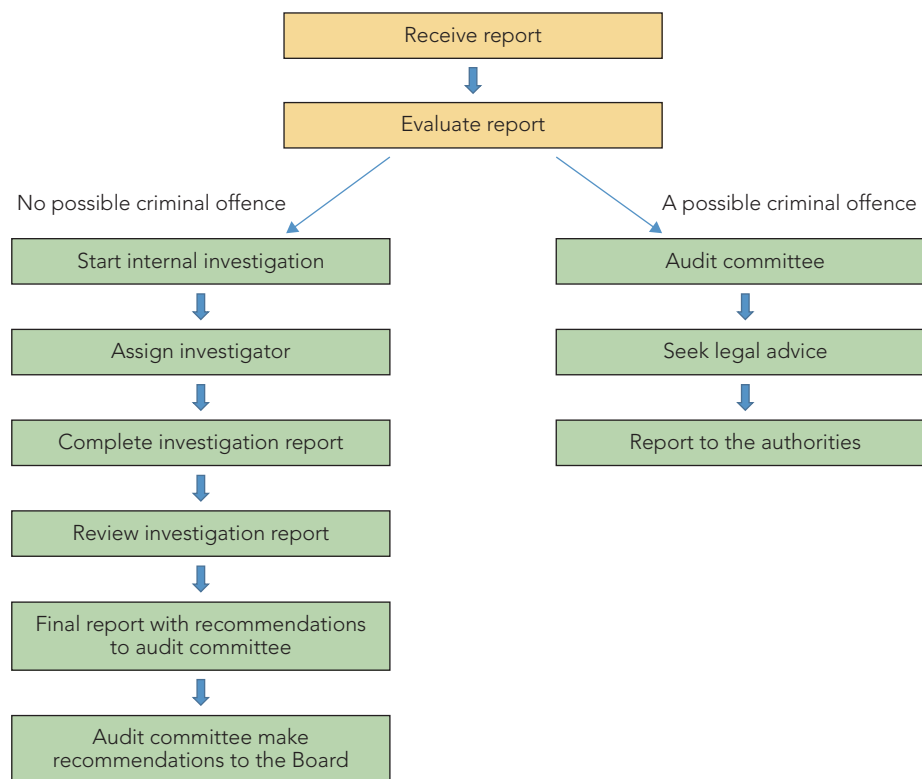 Receive report
Evaluate report
No possible criminal offence
A possible criminal offence
Start internal investigation
Audit committee
Assign investigator
Seek legal advice
Complete investigation report
Report to the authorities
Review investigation report
Final report with recommendations
to audit committee
Audit committee make
recommendations to the Board